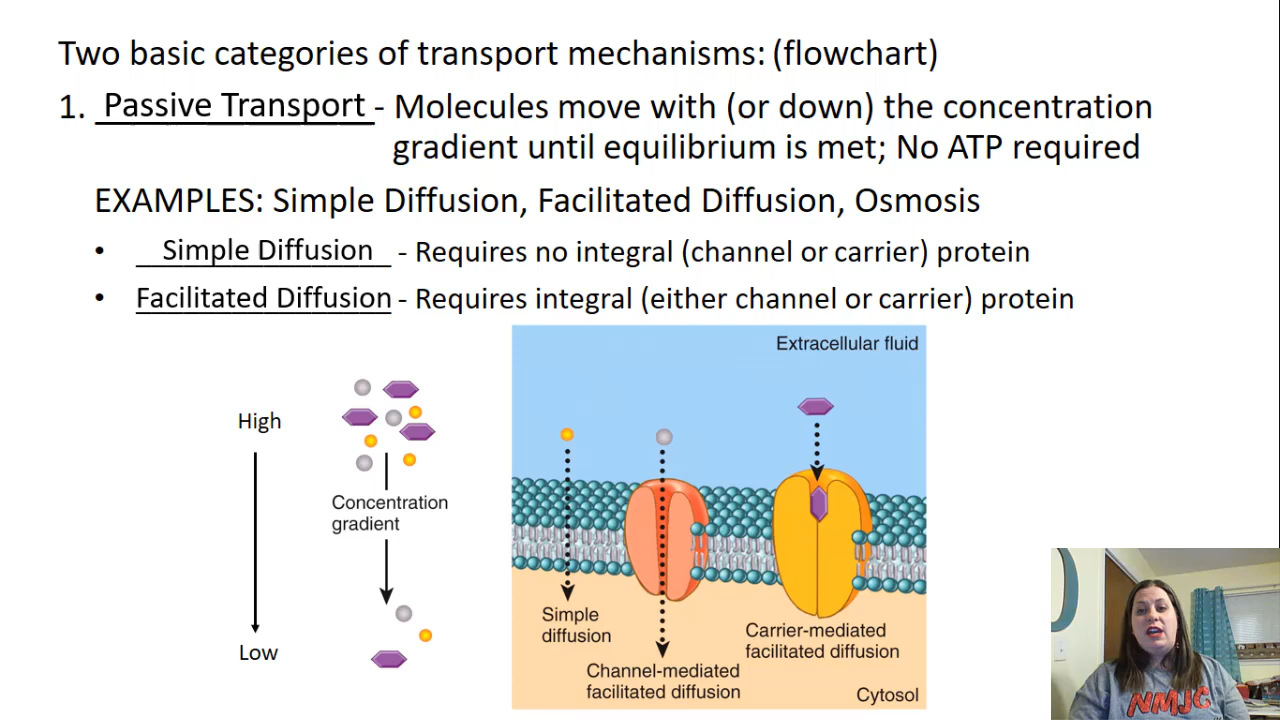 Two basic categories of transport mechanisms: (flowchart)
1. Passive Transport - Molecules move with (or down) the concentration
gradient until equilibrium is met; No ATP required
EXAMPLES: Simple Diffusion, Facilitated Diffusion, Osmosis
• Simple Diffusion - Requires no integral (channel or carrier) protein
• Facilitated Diffusion - Requires integral (either channel or carrier) protein
High
Concentration
gradient
Low
Extracellular fluid
Simple
diffusion
Channel-mediated
facilitated diffusion
Carrier-mediated
facilitated diffusion
Cytosol
NMJC